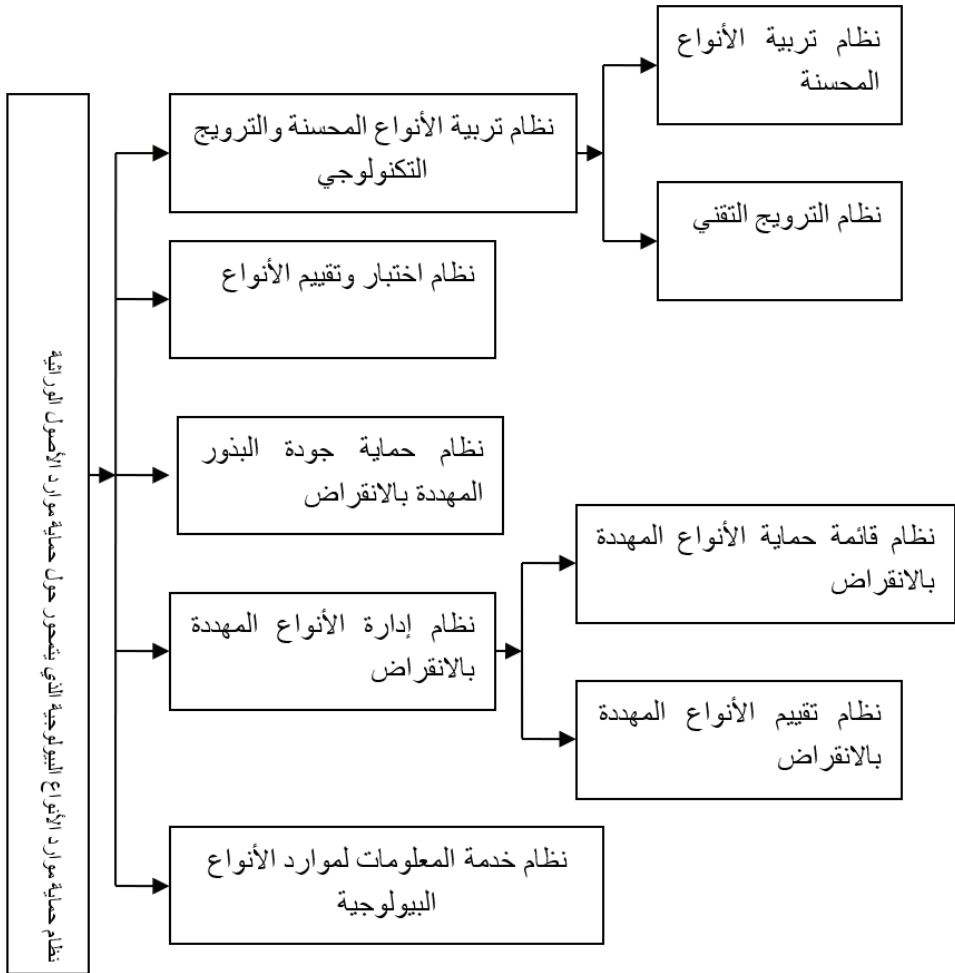 نظام حماية موارد الأنواع البيولوجية الذي يتمحور حول حماية موارد الأصول الوراثية
نظام تربية الأنواع المحسنة والترويج
التكنولوجي
نظام تربية الأنواع
المحسنة
نظام الترويج التقني
نظام اختبار وتقييم الأنواع
نظام حماية جودة البذور
المهددة بالانقراض
نظام إدارة الأنواع المهددة
بالانقراض
نظام قائمة حماية الأنواع المهددة
بالانقراض
نظام تقييم الأنواع المهددة
بالانقراض
نظام خدمة المعلومات لموارد الأنواع
البيولوجية